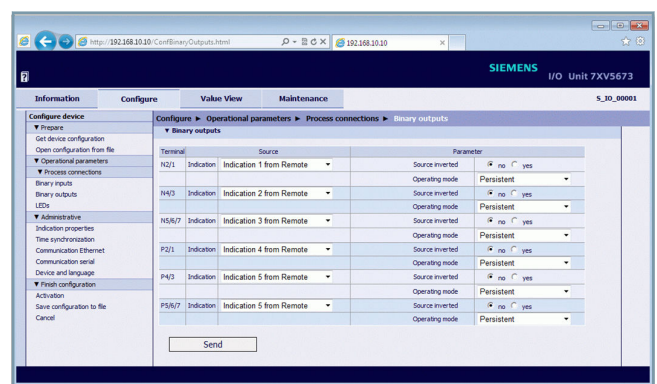 http://192.168.10.10/ConfBinaryOutputs.html
192.168.10.10
SIEMENS
I/O Unit 7XV5673
Information Configure Value View Maintenance S_IO_00001
Configure device
▼ Prepare
Get device configuration
Open configuration from file
▼ Operational parameters
▼ Process connections
Binary inputs
Binary outputs
LEDs
▼ Administrative
Indication properties
Time synchronization
Communication Ethernet
Communication serial
Device and language
▼ Finish configuration
Activation
Save configuration to file
Cancel
Configure ► Operational parameters ► Process connections ► Binary outputs
▼ Binary outputs
Terminal Source Parameter
N2/1 Indication Indication 1 from Remote Source inverted no yes
Operating mode Persistent
N4/3 Indication Indication 2 from Remote Source inverted no yes
Operating mode Persistent
N5/6/7 Indication Indication 3 from Remote Source inverted no yes
Operating mode Persistent
P2/1 Indication Indication 4 from Remote Source inverted no yes
Operating mode Persistent
P4/3 Indication Indication 5 from Remote Source inverted no yes
Operating mode Persistent
P5/6/7 Indication Indication 5 from Remote Source inverted no yes
Operating mode Persistent
Send